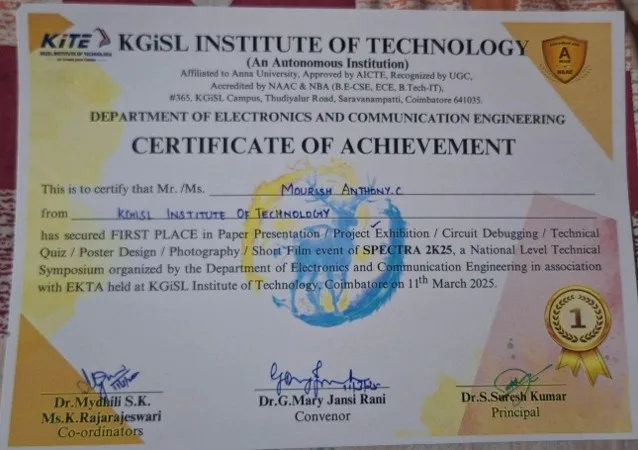 KiTE
KGISL INSTITUTE OF TECHNOLOGY
KGiSL INSTITUTE OF TECHNOLOGY
(An Autonomous Institution)
Affiliated to Anna University, Approved by AICTE, Recognized by UGC,
Accredited by NAAC & NBA (B.E-CSE, ECE, B.Tech-IT),
#365, KGiSL Campus, Thudiyalur Road, Saravanampatti, Coimbatore 641035.
A
NAAC
DEPARTMENT OF ELECTRONICS AND COMMUNICATION ENGINEERING
CERTIFICATE OF ACHIEVEMENT
This is to certify that Mr. /Ms. MOURISH ANTHONY.C
from KGISL INSTITUTE OF TECHNOLOGY
has secured FIRST PLACE in Paper Presentation / Project Exhibition / Circuit Debugging / Technical
Quiz / Poster Design / Photography / Short Film event of SPECTRA 2K25, a National Level Technical
Symposium organized by the Department of Electronics and Communication Engineering in association
with EKTA held at KGiSL Institute of Technology, Coimbatore on 11th March 2025.
1
Dr.Mydhili S.K.
Ms.K.Rajarajeswari
Co-ordinators
Dr.G.Mary Jansi Rani
Convenor
Dr.S.Suresh Kumar
Principal